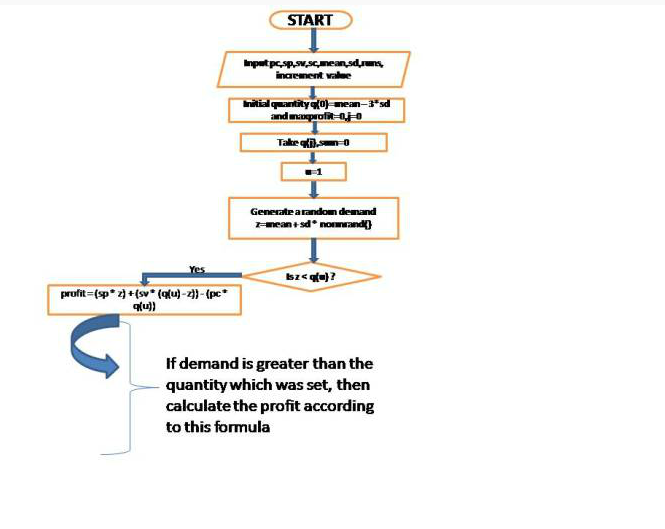 START
Input pc,sp,sv,sc,mean,sd,runs,
increment value
Initial quantity q(0)=mean-3*sd
and maxprofit=0,j=0
Take q(j),sum=0
u=1
Generate a random demand
z=mean+sd* normrand()
Is z < q(u) ?
Yes
profit=(sp* z) +(sv* (q(u)-z))-(pc*
q(u))
If demand is greater than the
quantity which was set, then
calculate the profit according
to this formula